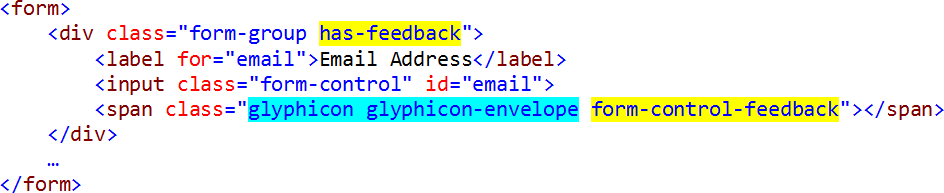 <form>
<div class="form-group has-feedback">
<label for="email">Email Address</label>
<input class="form-control" id="email">
<span class="glyphicon glyphicon-envelope form-control-feedback"></span>
</div>
…
</form>